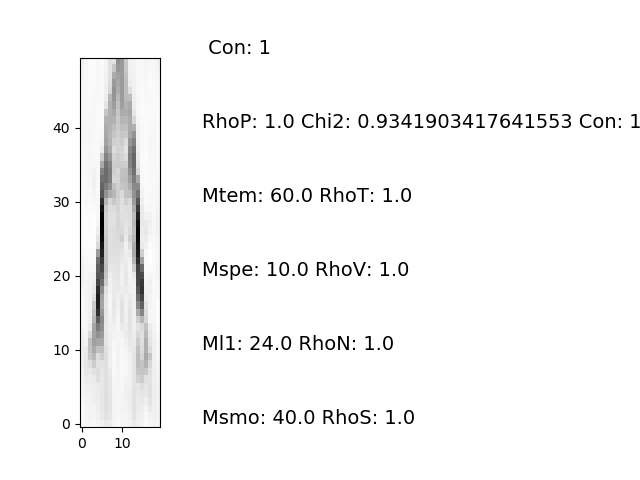 Con: 1
RhoP: 1.0 Chi2: 0.9341903417641553 Con: 1
40
Mtem: 60.0 RhoT: 1.0
30
Mspe: 10.0 RhoV: 1.0
20
Ml1: 24.0 RhoN: 1.0
10
Msmo: 40.0 RhoS: 1.0
0
0 10